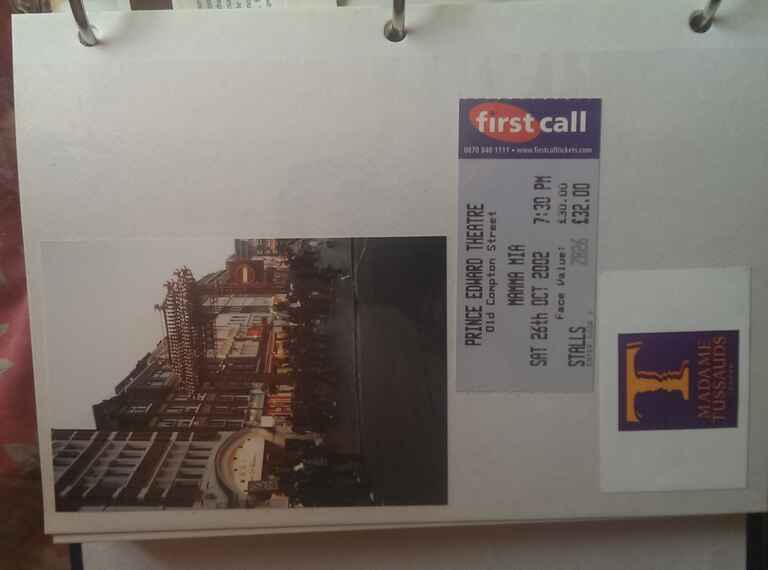 first call
0870 840 1111 • www.firstcalltickets.com
PRINCE EDWARD THEATRE
Old Compton Street
MAMMA MIA
SAT 26th OCT 2002 7:30 PM
Face Value: £30.00
STALLS £32.00
MADAME
TUSSAUDS